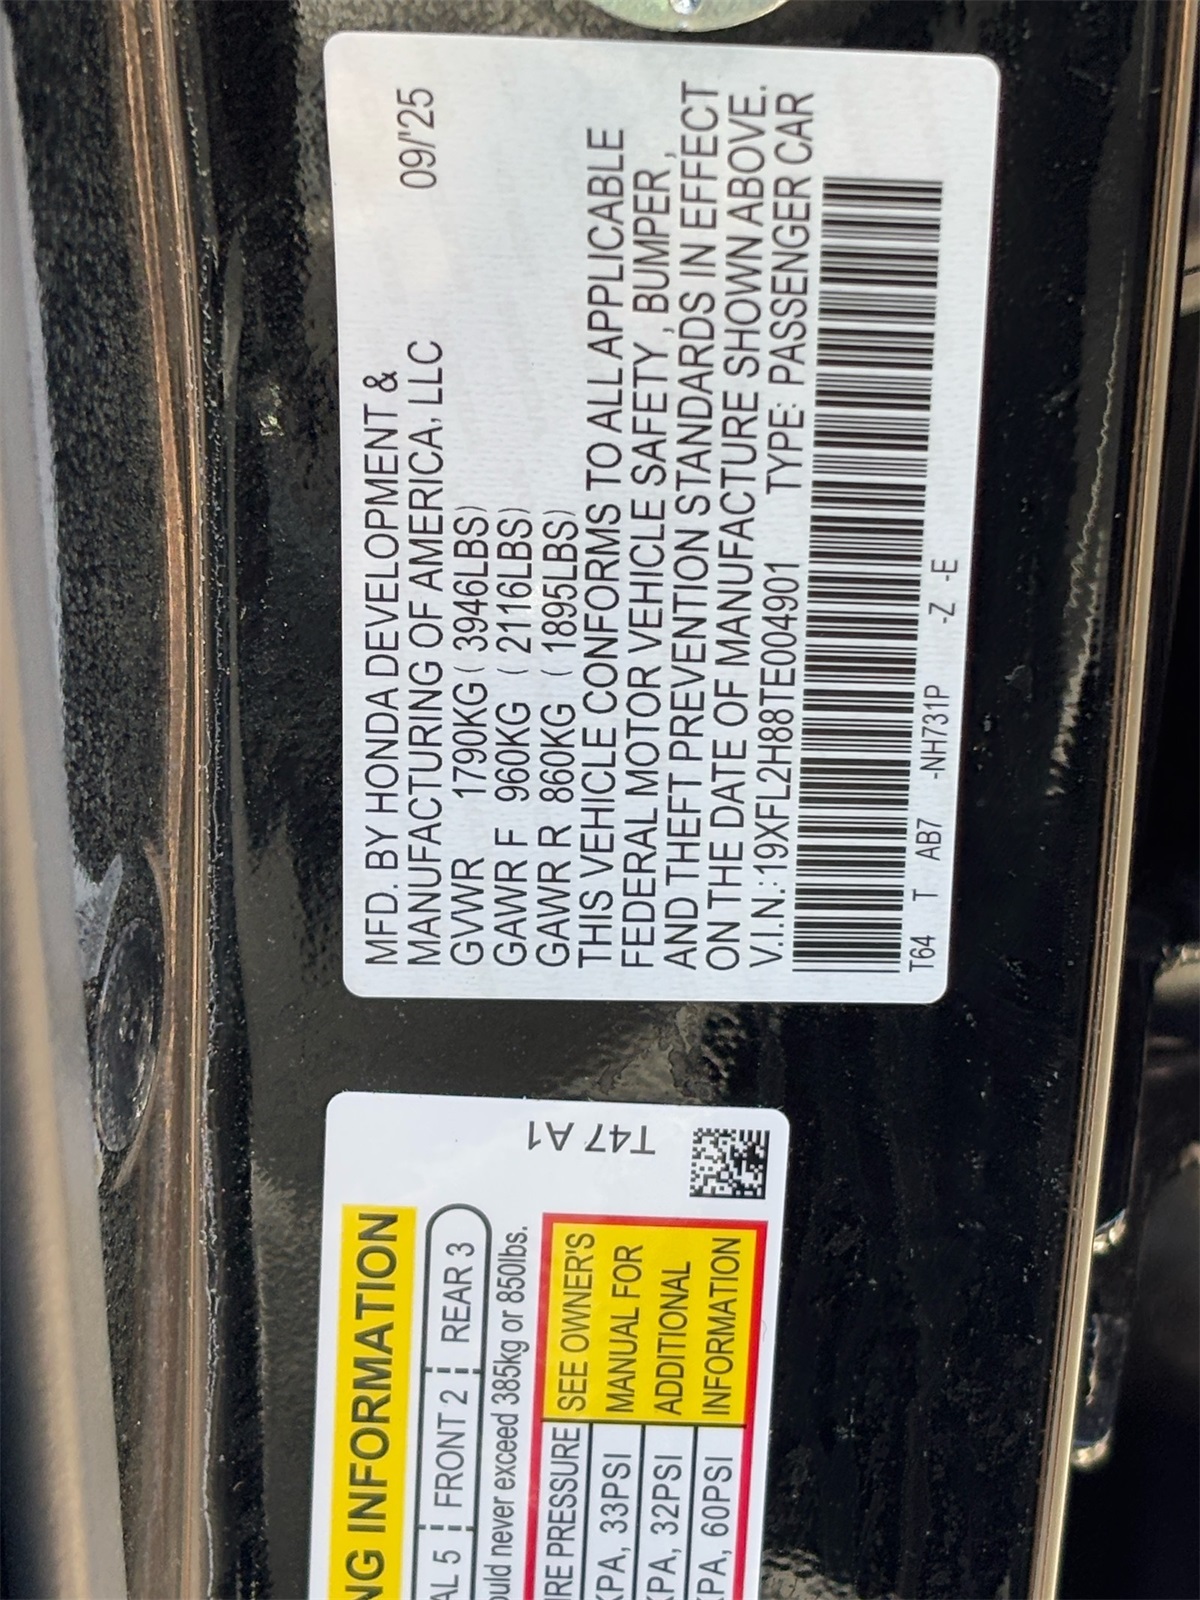 MFD. BY HONDA DEVELOPMENT &
MANUFACTURING OF AMERICA, LLC 09/'25
GVWR 1790KG ( 3946LBS)
GAWR F 960KG ( 2116LBS)
GAWR R 860KG ( 1895LBS)
THIS VEHICLE CONFORMS TO ALL APPLICABLE
FEDERAL MOTOR VEHICLE SAFETY, BUMPER,
AND THEFT PREVENTION STANDARDS IN EFFECT
ON THE DATE OF MANUFACTURE SHOWN ABOVE.
V.I.N.:19XFL2H88TE004901 TYPE: PASSENGER CAR
T64 T AB7 -NH731P -Z -E
T47 A1
INFORMATION
5 FRONT 2 REAR 3
never exceed 385kg or 850lbs.
PRESSURE SEE OWNER'S
KPA, 33PSI MANUAL FOR
KPA, 32PSI ADDITIONAL
KPA, 60PSI INFORMATION